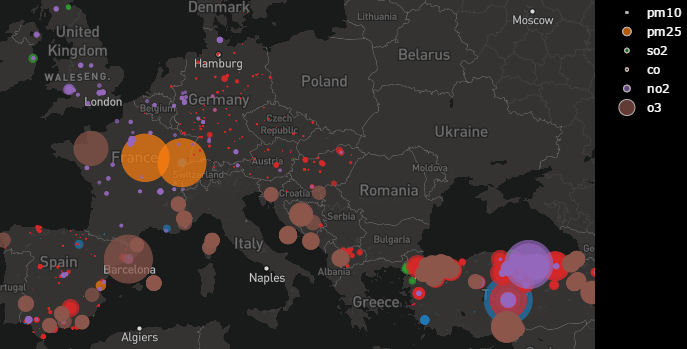 Denmark
Lithuania
Moscow
United
Kingdom
Hamburg
Belarus
WALES ENG.
London
Germany
Poland
Belgium
Czech
Republic
Ukraine
France
Switzerland
Austria
Moldova
Croatia
Romania
Serbia
Italy
Bulgaria
Spain
Barcelona
Naples
Albania
Greece
Algiers
pm10
pm25
so2
co
no2
o3